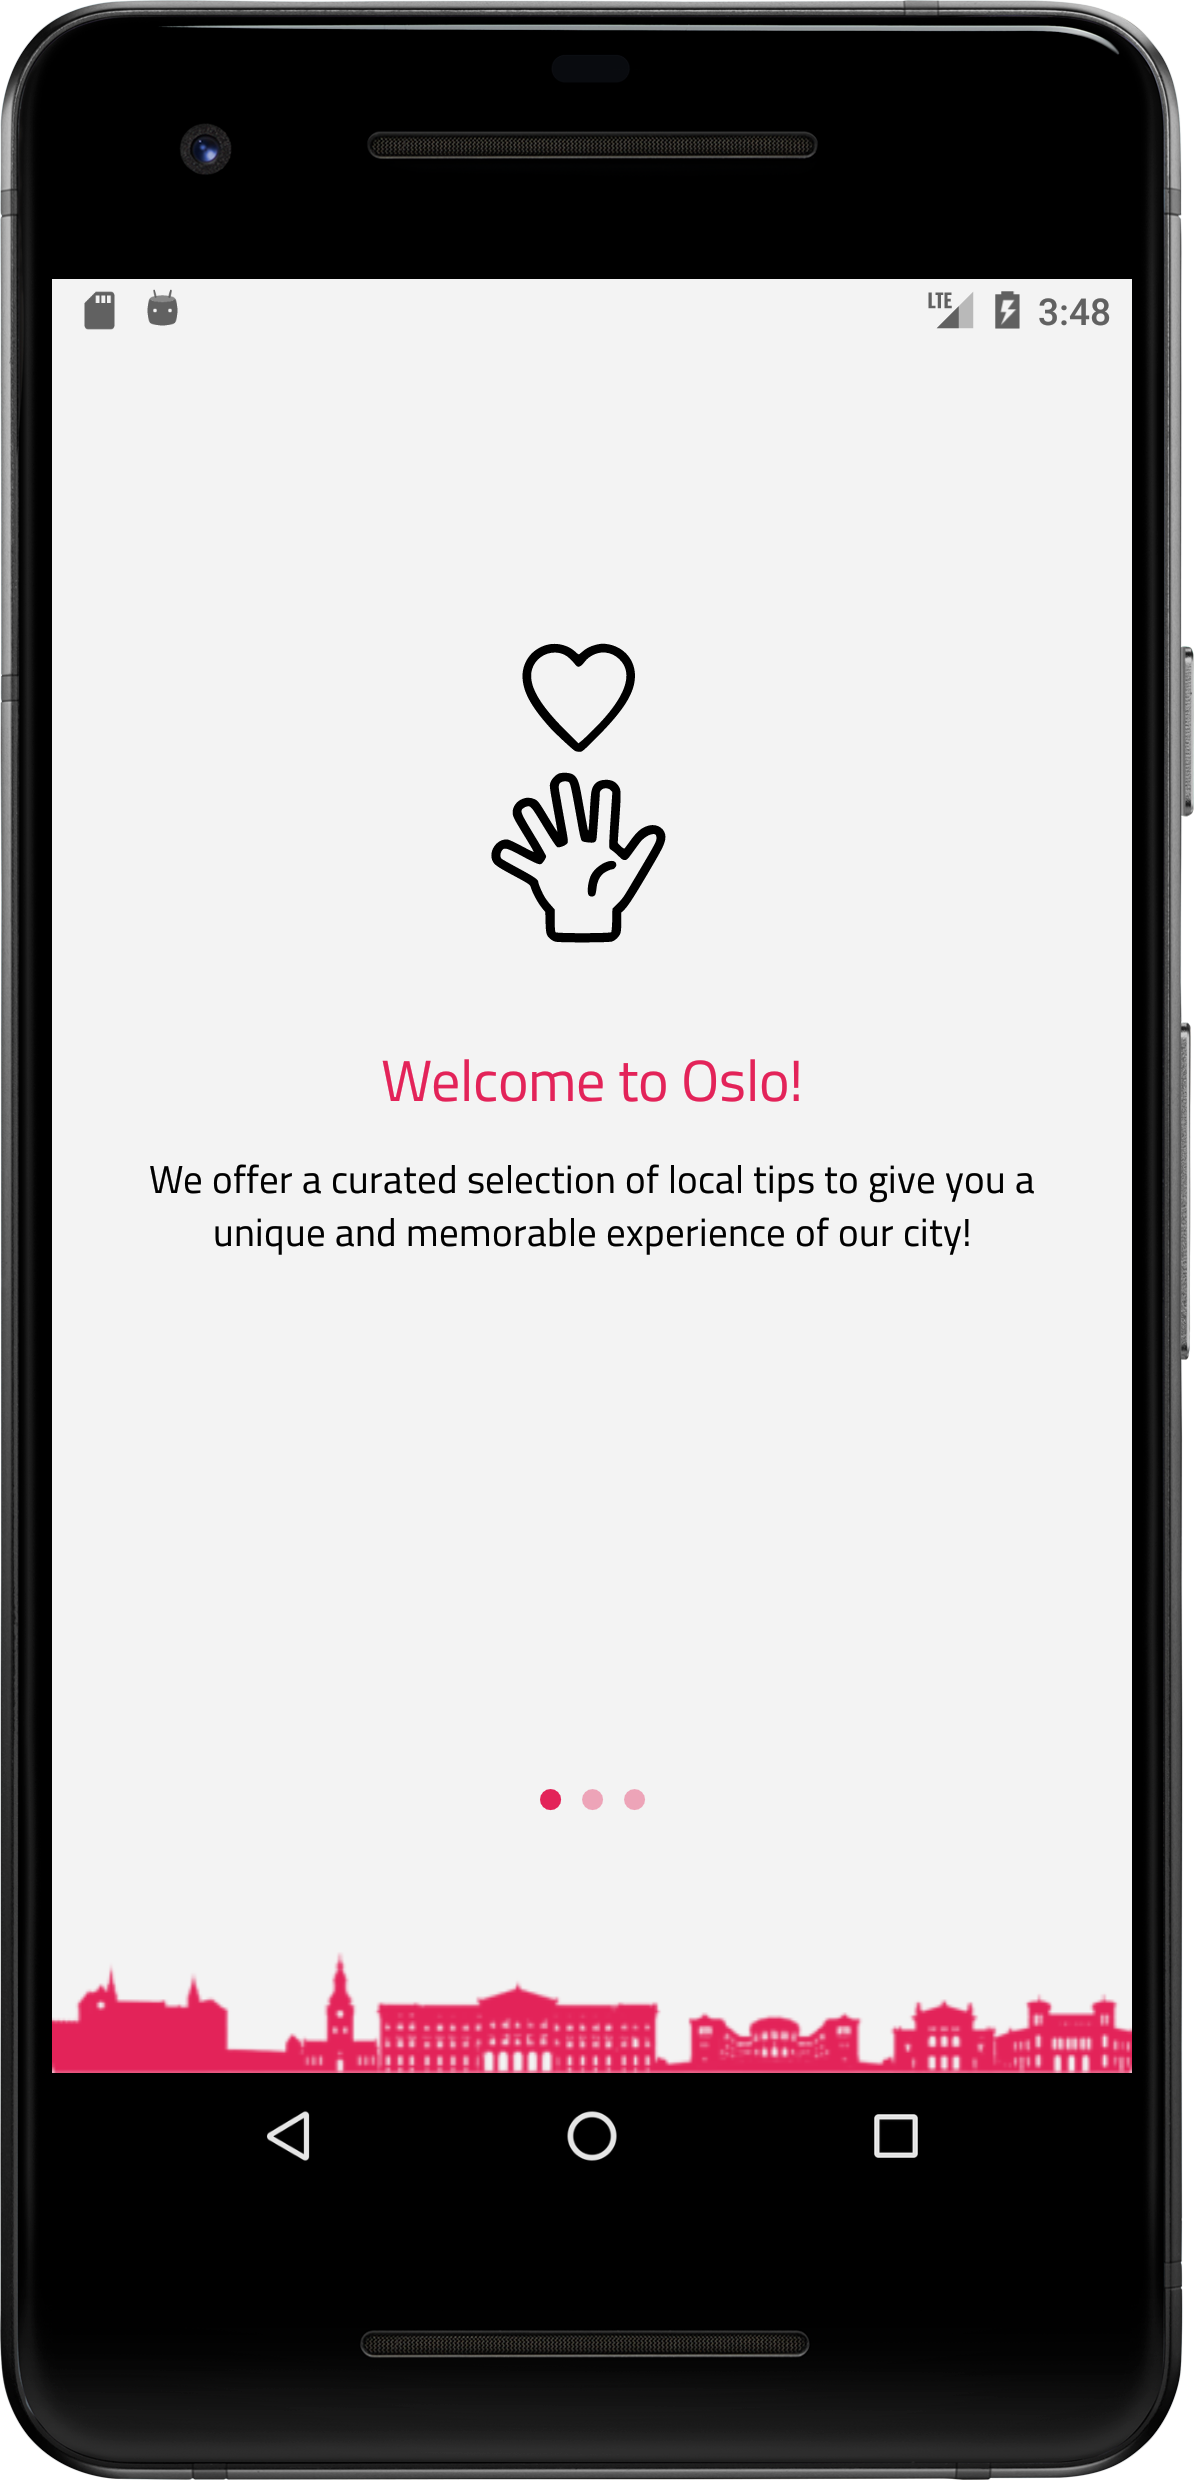 LTE 3:48
Welcome to Oslo!
We offer a curated selection of local tips to give you a
unique and memorable experience of our city!